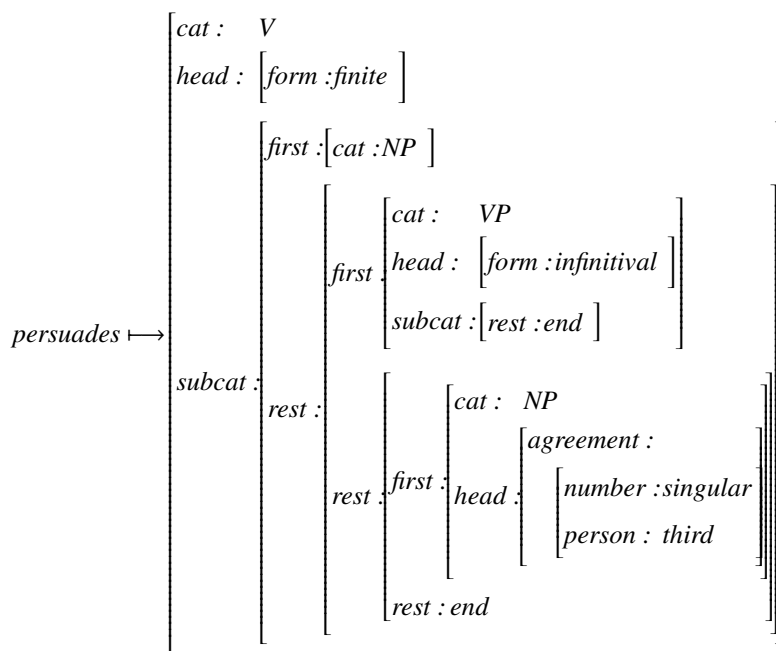 cat : V
head : [form : finite ]
first : [cat : NP ]
cat : VP
head : [form : infinitival ]
first :
subcat : [rest : end ]
persuades ⟼
subcat :
rest :
cat : NP
agreement :
rest : first :
head :
number : singular
person : third
rest : end